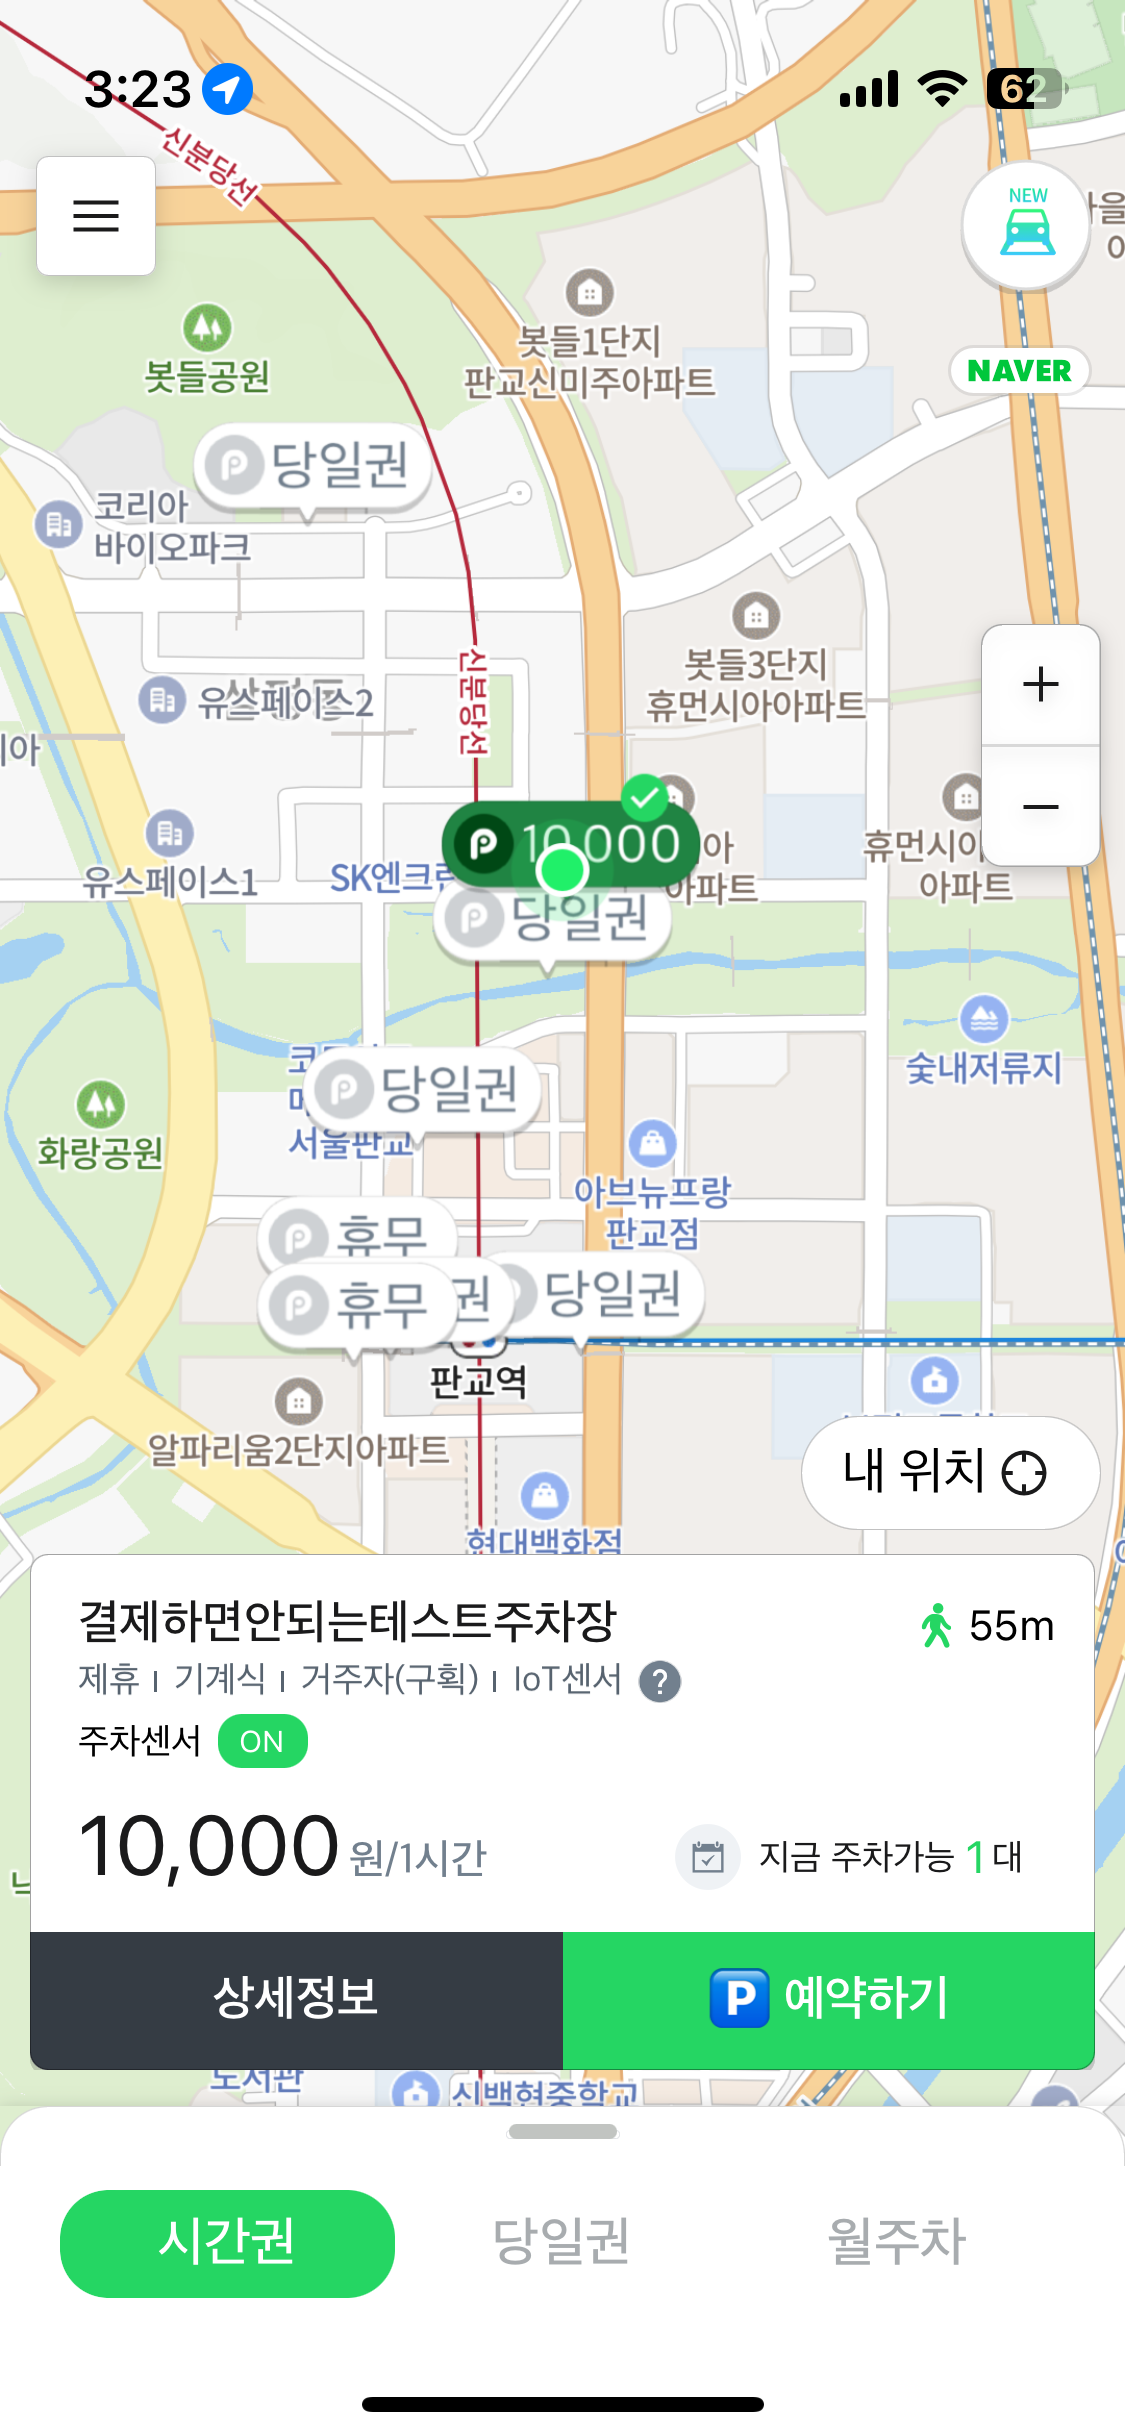 3:23
62
신분당선
NEW
NAVER
봇들공원
봇들1단지
판교신미주아파트
당일권
코리아
바이오파크
봇들3단지
휴먼시아아파트
유스페이스2
신분당선
유스페이스1
10,000
SK엔크린
아파트
당일권
휴먼시아
아파트
숯내저류지
당일권
서울판교
화랑공원
아브뉴프랑
판교점
휴무
휴무
권
당일권
판교역
알파리움2단지아파트
내 위치
현대백화점
결제하면안되는테스트주차장
55m
제휴 | 기계식 | 거주자(구획) | IoT센서 ?
주차센서 ON
10,000 원/1시간
지금 주차가능 1 대
상세정보
P 예약하기
도서관
신백현중학교
시간권
당일권
월주차